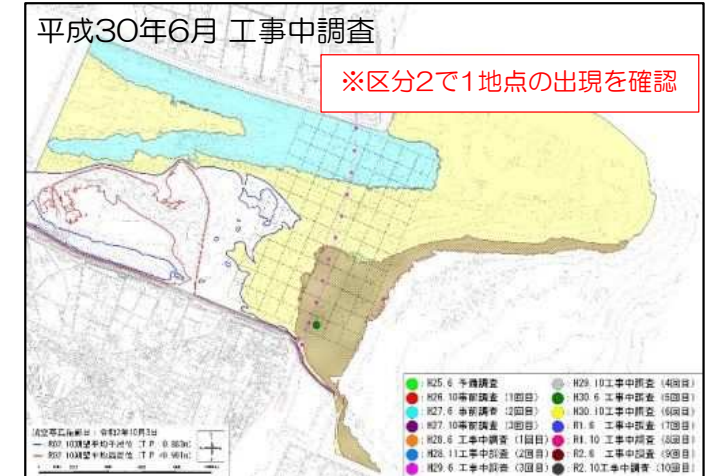 平成30年6月 工事中調査
※区分2で1地点の出現を確認
H25.6 予備調査
H26.10事前調査（1回目）
H27.6 事前調査（2回目）
H27.10事前調査（3回目）
H28.6 工事中調査（1回目）
H28.11工事中調査（2回目）
H29.6 工事中調査（3回目）
H29.10工事中調査（4回目）
H30.6 工事中調査（5回目）
H30.10工事中調査（6回目）
R1.6 工事中調査（7回目）
R1.10 工事中調査（8回目）
R2.6 工事中調査（9回目）
R2.10工事中調査（10回目）